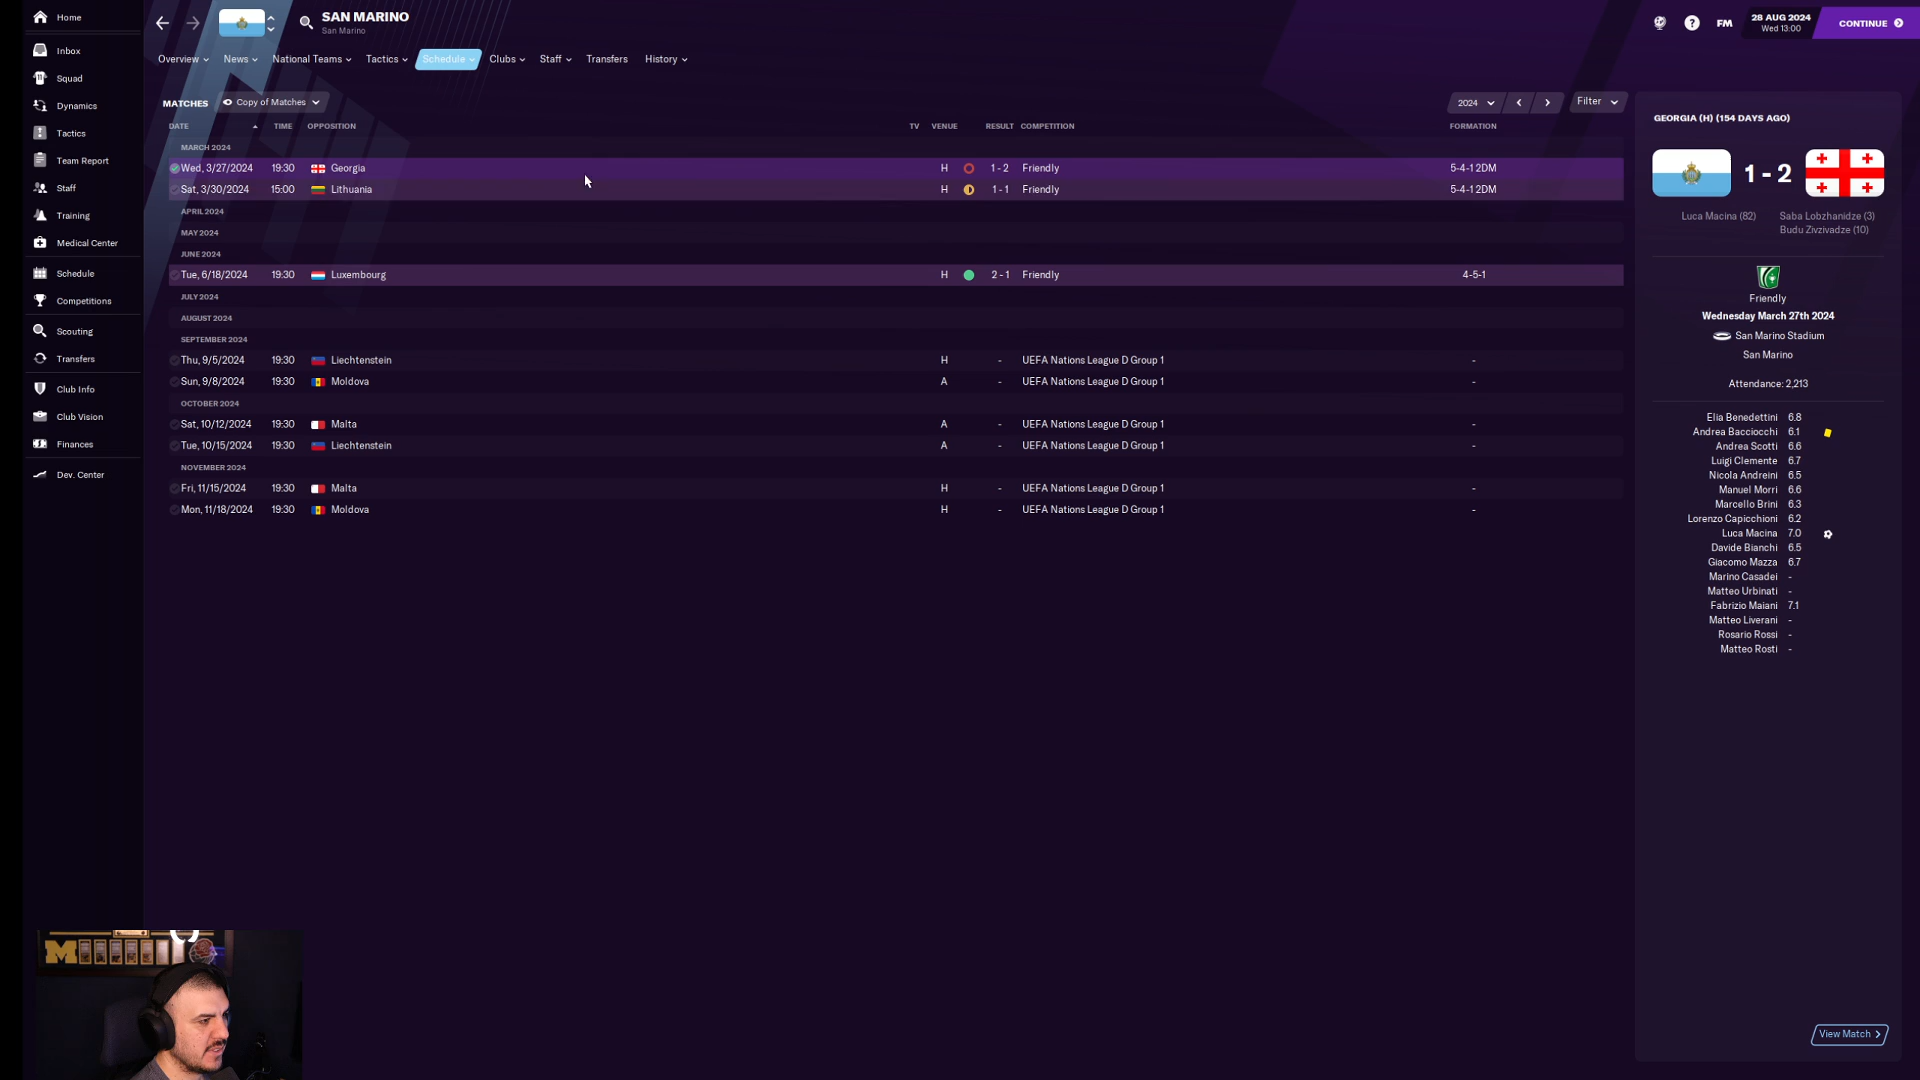 Home
Inbox
Squad
Dynamics
Tactics
Team Report
Staff
Training
Medical Center
Schedule
Competitions
Scouting
Transfers
Club Info
Club Vision
Finances
Dev. Center
SAN MARINO
San Marino
Overview News National Teams Tactics Schedule Clubs Staff Transfers History
FM
28 AUG 2024
Wed 13:00
CONTINUE
MATCHES Copy of Matches 2024 Filter
DATE TIME OPPOSITION TV VENUE RESULT COMPETITION FORMATION
MARCH 2024
Wed, 3/27/2024 19:30 Georgia H 1 - 2 Friendly 5-4-1 2DM
Sat, 3/30/2024 15:00 Lithuania H 1 - 1 Friendly 5-4-1 2DM
APRIL 2024
MAY 2024
JUNE 2024
Tue, 6/18/2024 19:30 Luxembourg H 2 - 1 Friendly 4-5-1
JULY 2024
AUGUST 2024
SEPTEMBER 2024
Thu, 9/5/2024 19:30 Liechtenstein H - UEFA Nations League D Group 1 -
Sun, 9/8/2024 19:30 Moldova A - UEFA Nations League D Group 1 -
OCTOBER 2024
Sat, 10/12/2024 19:30 Malta A - UEFA Nations League D Group 1 -
Tue, 10/15/2024 19:30 Liechtenstein A - UEFA Nations League D Group 1 -
NOVEMBER 2024
Fri, 11/15/2024 19:30 Malta H - UEFA Nations League D Group 1 -
Mon, 11/18/2024 19:30 Moldova H - UEFA Nations League D Group 1 -
GEORGIA (H) (154 DAYS AGO)
1 - 2
Luca Macina (82) Saba Lobzhanidze (3)
Budu Zivzivadze (10)
Friendly
Wednesday March 27th 2024
San Marino Stadium
San Marino
Attendance: 2,213
Elia Benedettini 6.8
Andrea Bacciocchi 6.1
Andrea Scotti 6.6
Luigi Clemente 6.7
Nicola Andreini 6.5
Manuel Morri 6.6
Marcello Brini 6.3
Lorenzo Capicchioni 6.2
Luca Macina 7.0
Davide Bianchi 6.5
Giacomo Mazza 6.7
Marino Casadei -
Matteo Urbinati -
Fabrizio Maiani 7.1
Matteo Liverani -
Rosario Rossi -
Matteo Rosti -
View Match
M